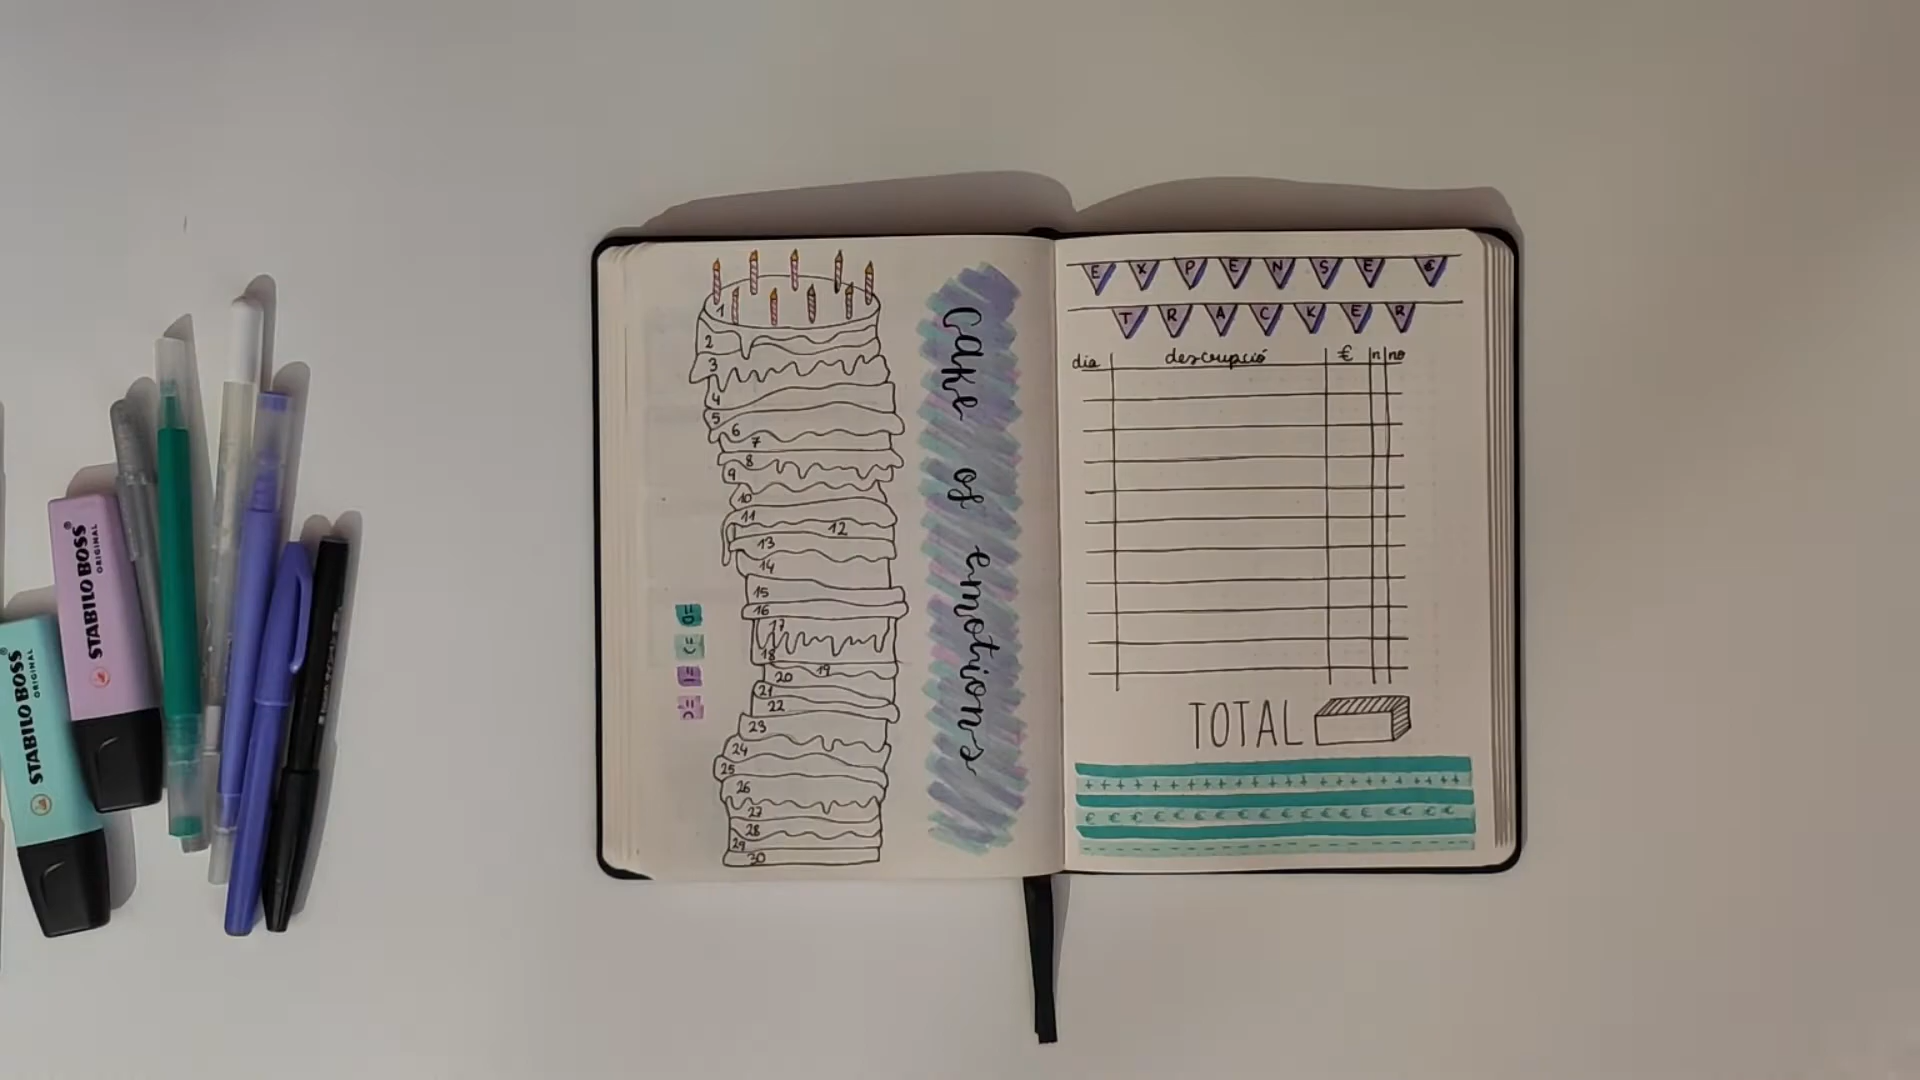 STABILO BOSS
ORIGINAL
STABILO BOSS
ORIGINAL
1
2
3
4
5
6
7
8
9
10
11
12
13
14
15
16
17
18
19
20
21
22
23
24
25
26
27
28
29
30
=D
=)
=|
=(
cake of emotions
EXPENSE €
TRACKER
dia descripció € n no
TOTAL
+ + + + + + + + + + + + + + + + + + + +
€ € € € € € € € € € € € € € € € €